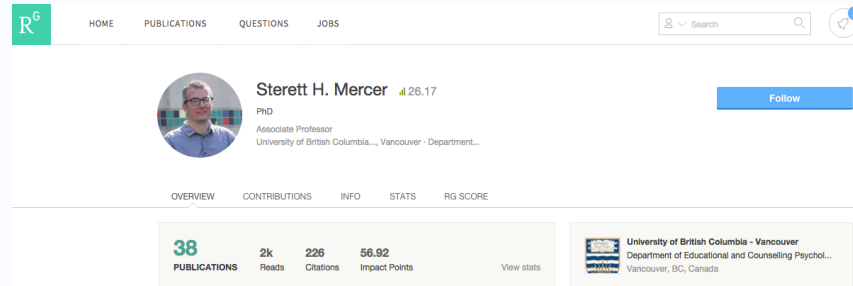 RG HOME PUBLICATIONS QUESTIONS JOBS Search
Sterett H. Mercer 26.17
PhD
Follow
Associate Professor
University of British Columbia..., Vancouver · Department...
OVERVIEW CONTRIBUTIONS INFO STATS RG SCORE
38 2k 226 56.92
PUBLICATIONS Reads Citations Impact Points View stats
University of British Columbia - Vancouver
Department of Educational and Counselling Psychol...
Vancouver, BC, Canada